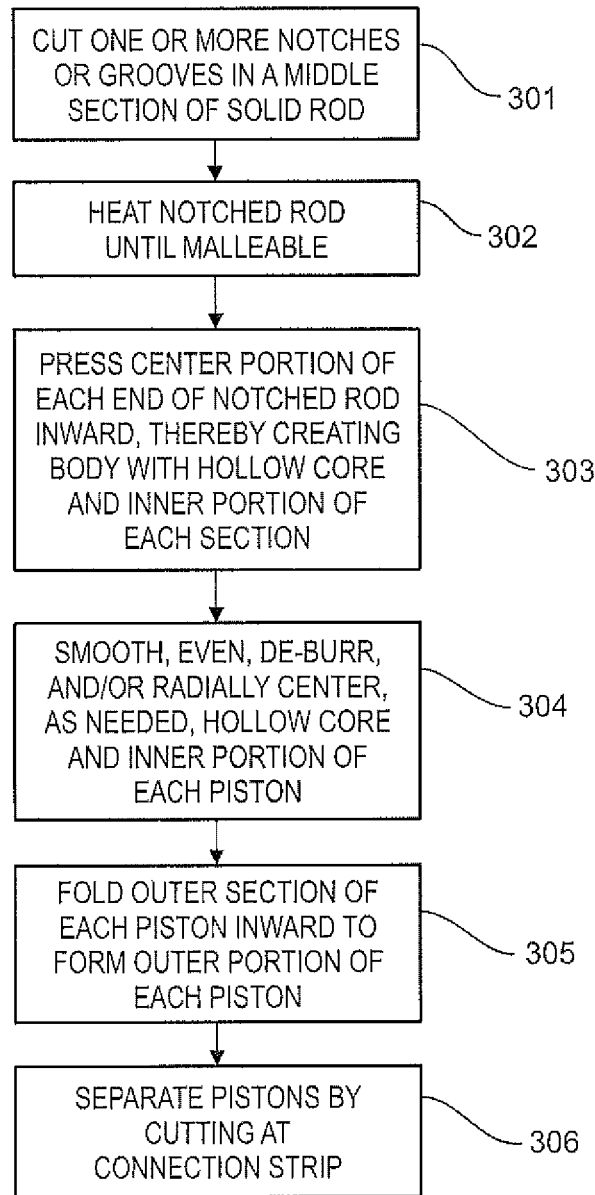 CUT ONE OR MORE NOTCHES
OR GROOVES IN A MIDDLE
SECTION OF SOLID ROD
301
HEAT NOTCHED ROD
UNTIL MALLEABLE
302
PRESS CENTER PORTION OF
EACH END OF NOTCHED ROD
INWARD, THEREBY CREATING
BODY WITH HOLLOW CORE
AND INNER PORTION OF
EACH SECTION
303
SMOOTH, EVEN, DE-BURR,
AND/OR RADIALLY CENTER,
AS NEEDED, HOLLOW CORE
AND INNER PORTION OF
EACH PISTON
304
FOLD OUTER SECTION OF
EACH PISTON INWARD TO
FORM OUTER PORTION OF
EACH PISTON
305
SEPARATE PISTONS BY
CUTTING AT
CONNECTION STRIP
306